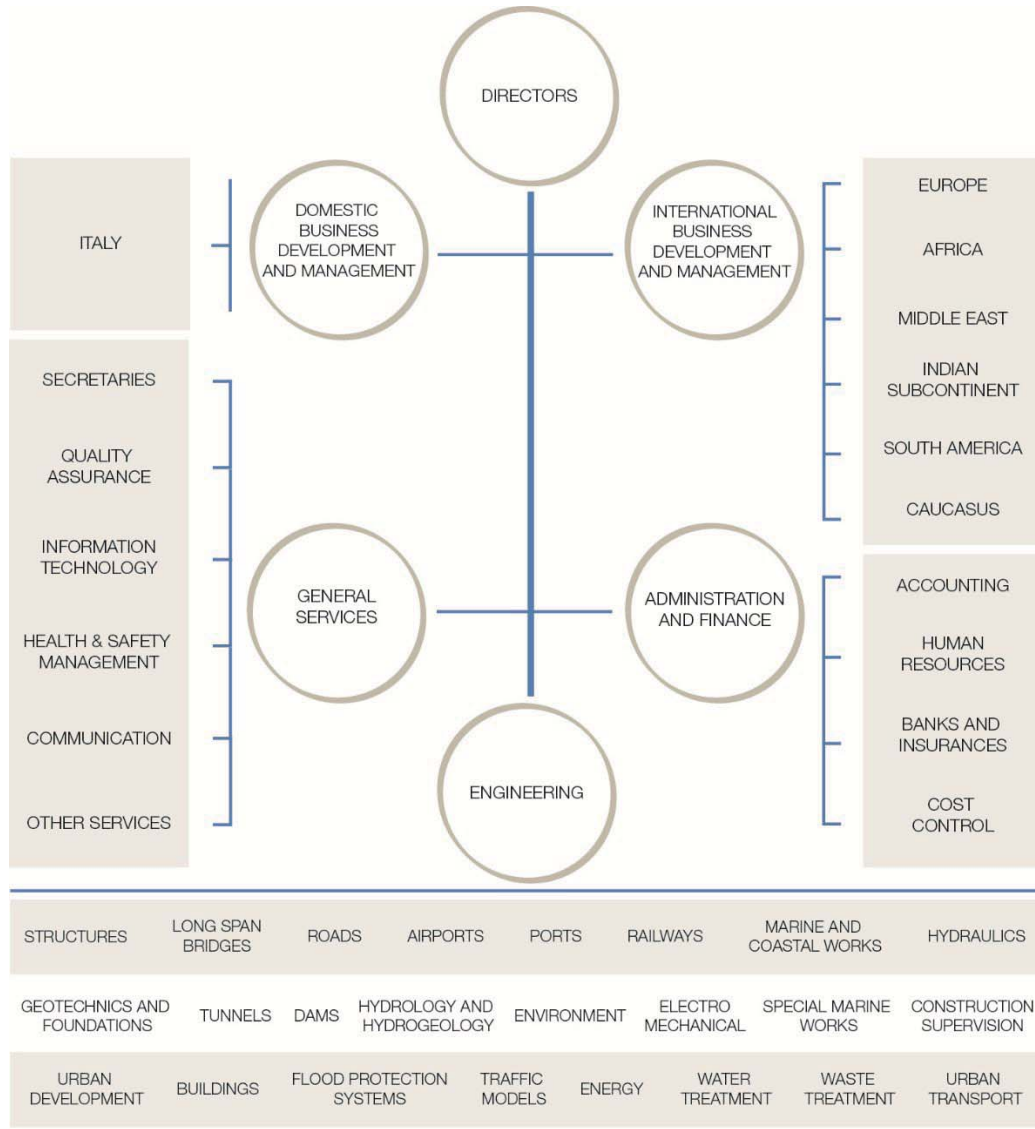 DIRECTORS
DOMESTIC
BUSINESS
DEVELOPMENT
AND MANAGEMENT
INTERNATIONAL
BUSINESS
DEVELOPMENT
AND MANAGEMENT
ITALY
EUROPE
AFRICA
MIDDLE EAST
INDIAN
SUBCONTINENT
SOUTH AMERICA
CAUCASUS
SECRETARIES
QUALITY
ASSURANCE
INFORMATION
TECHNOLOGY
HEALTH & SAFETY
MANAGEMENT
COMMUNICATION
OTHER SERVICES
GENERAL
SERVICES
ADMINISTRATION
AND FINANCE
ACCOUNTING
HUMAN
RESOURCES
BANKS AND
INSURANCES
COST
CONTROL
ENGINEERING
STRUCTURES
LONG SPAN
BRIDGES
ROADS
AIRPORTS
PORTS
RAILWAYS
MARINE AND
COASTAL WORKS
HYDRAULICS
GEOTECHNICS AND
FOUNDATIONS
TUNNELS
DAMS
HYDROLOGY AND
HYDROGEOLOGY
ENVIRONMENT
ELECTRO
MECHANICAL
SPECIAL MARINE
WORKS
CONSTRUCTION
SUPERVISION
URBAN
DEVELOPMENT
BUILDINGS
FLOOD PROTECTION
SYSTEMS
TRAFFIC
MODELS
ENERGY
WATER
TREATMENT
WASTE
TREATMENT
URBAN
TRANSPORT